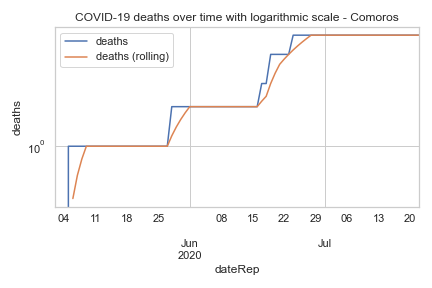 COVID-19 deaths over time with logarithmic scale - Comoros
deaths
deaths (rolling)
deaths
10⁰
04 11 18 25 08 15 22 29 06 13 20
Jun Jul
2020
dateRep